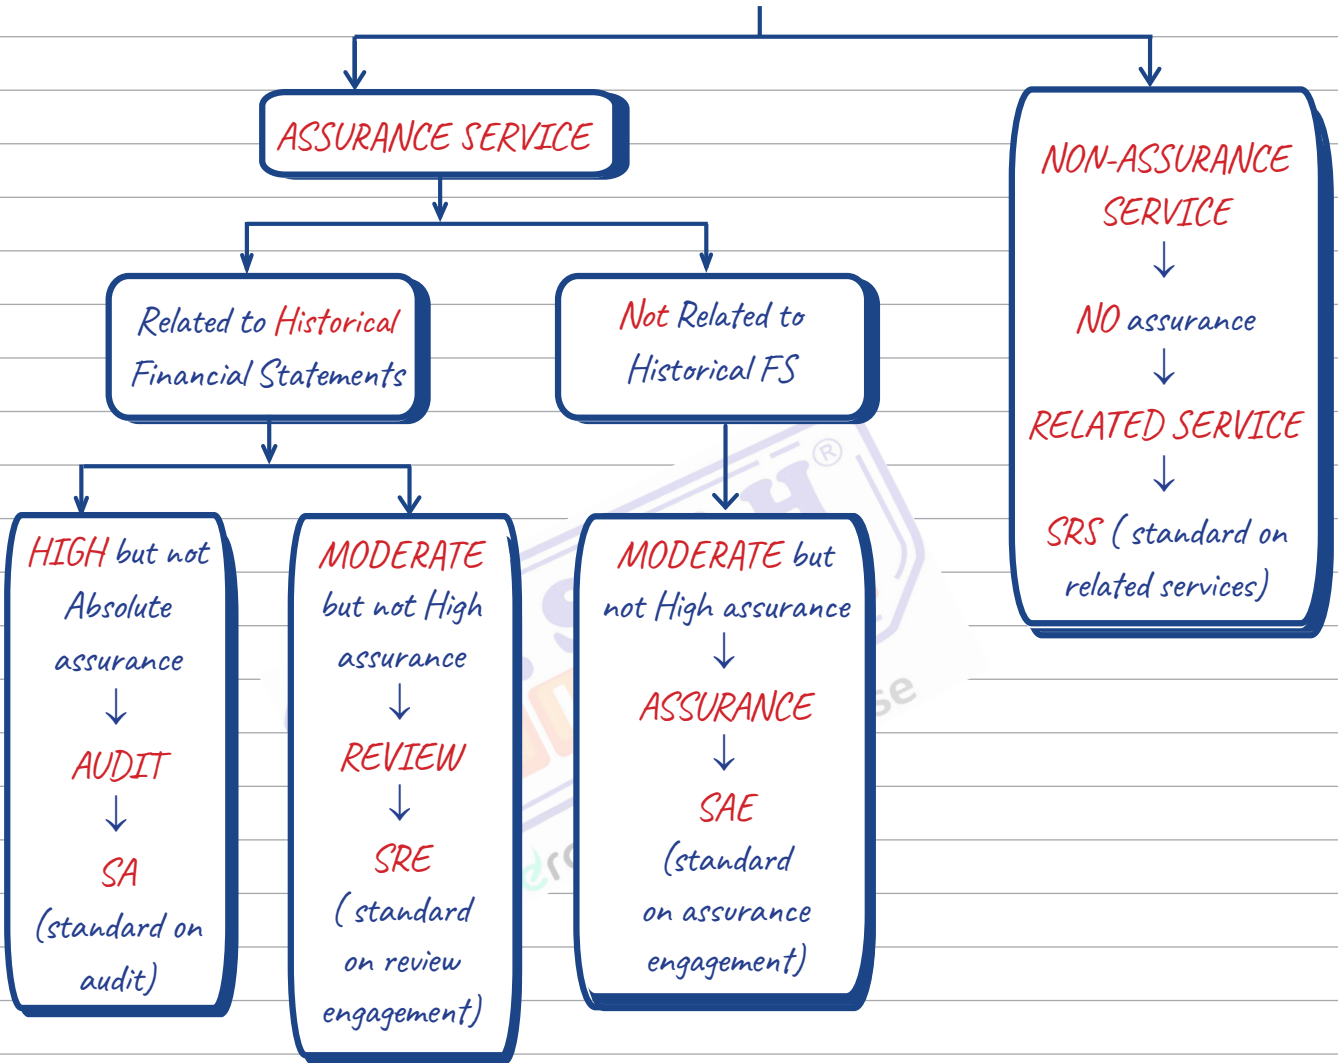 ASSURANCE SERVICE
NON-ASSURANCE
SERVICE
↓
NO assurance
↓
RELATED SERVICE
↓
SRS ( standard on
related services)
Related to Historical
Financial Statements
Not Related to
Historical FS
HIGH but not
Absolute
assurance
↓
AUDIT
↓
SA
(standard on
audit)
MODERATE
but not High
assurance
↓
REVIEW
↓
SRE
( standard
on review
engagement)
MODERATE but
not High assurance
↓
ASSURANCE
↓
SAE
(standard
on assurance
engagement)
®